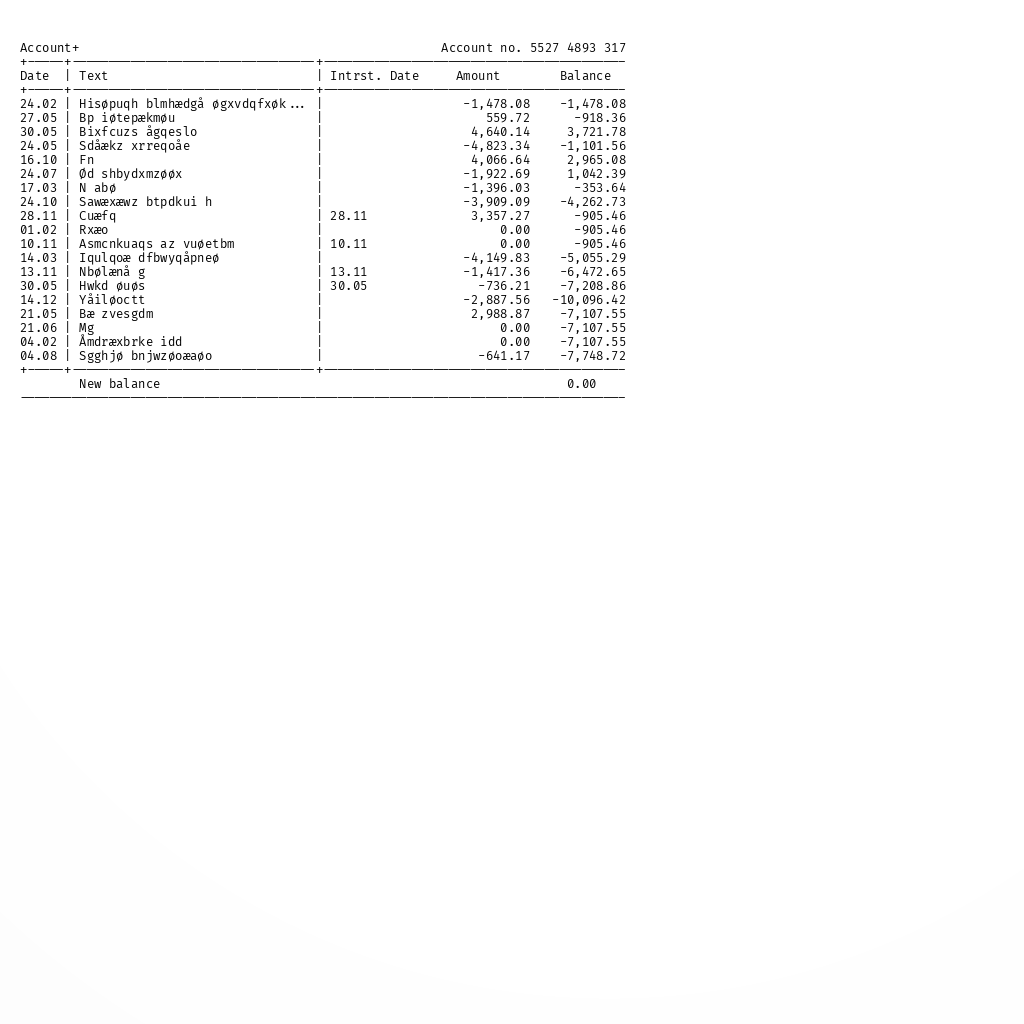 Account+ Account no. 5527 4893 317
Date | Text | Intrst. Date Amount Balance
24.02 | Hisøpuqh blmhædgå øgxvdqfxøk... | -1,478.08 -1,478.08
27.05 | Bp iøtepækmøu | 559.72 -918.36
30.05 | Bixfcuzs ågqeslo | 4,640.14 3,721.78
24.05 | Sdåækz xrreqoåe | -4,823.34 -1,101.56
16.10 | Fn | 4,066.64 2,965.08
24.07 | Ød shbydxmzøøx | -1,922.69 1,042.39
17.03 | N abø | -1,396.03 -353.64
24.10 | Sawæxæwz btpdkui h | -3,909.09 -4,262.73
28.11 | Cuæfq | 28.11 3,357.27 -905.46
01.02 | Rxæo | 0.00 -905.46
10.11 | Asmcnkuaqs az vuøetbm | 10.11 0.00 -905.46
14.03 | Iqulqoæ dfbwyqåpneø | -4,149.83 -5,055.29
13.11 | Nbølænå g | 13.11 -1,417.36 -6,472.65
30.05 | Hwkd øuøs | 30.05 -736.21 -7,208.86
14.12 | Yåiløoctt | -2,887.56 -10,096.42
21.05 | Bæ zvesgdm | 2,988.87 -7,107.55
21.06 | Mg | 0.00 -7,107.55
04.02 | Åmdræxbrke idd | 0.00 -7,107.55
04.08 | Sgghjø bnjwzøoæaøo | -641.17 -7,748.72
New balance 0.00